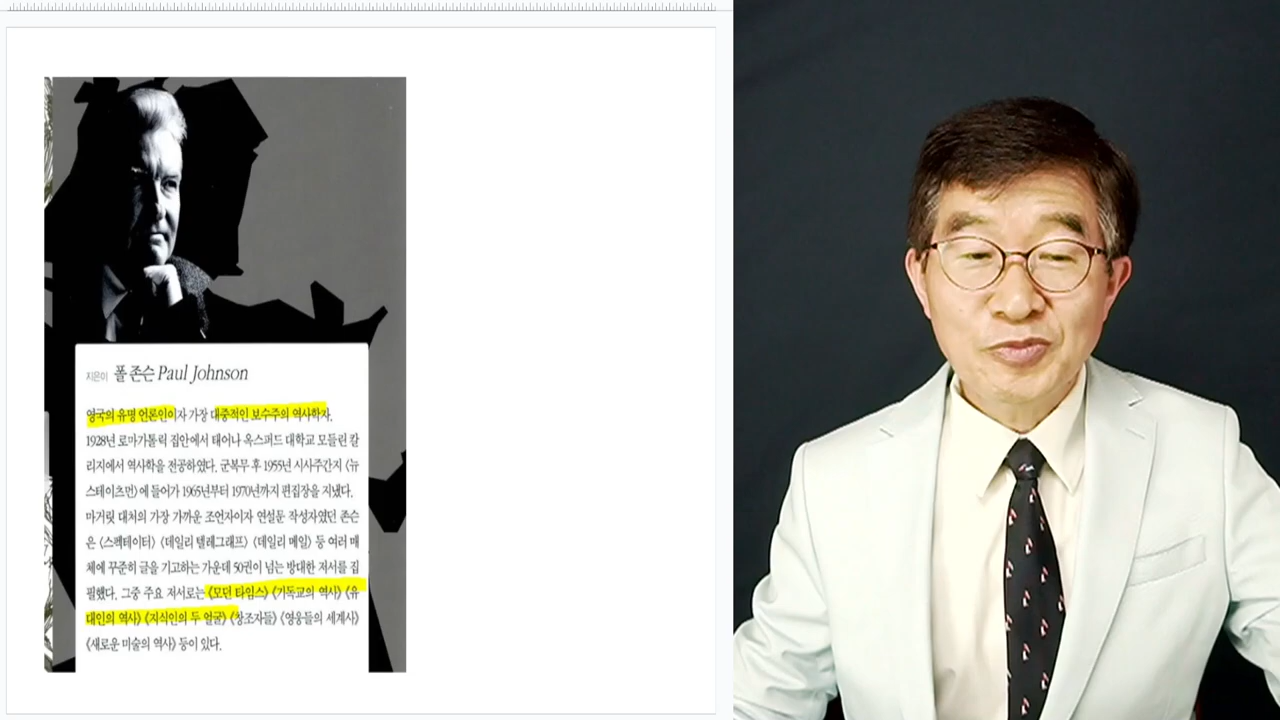 지은이 폴 존슨 Paul Johnson
영국의 유명 언론인이자 가장 대중적인 보수주의 역사학자.
1928년 로마가톨릭 집안에서 태어나 옥스퍼드 대학교 모들린 칼
리지에서 역사학을 전공하였다. 군복무 후 1955년 시사주간지 〈뉴
스테이츠먼〉에 들어가 1965년부터 1970년까지 편집장을 지냈다.
마거릿 대처의 가장 가까운 조언자이자 연설문 작성자였던 존슨
은 〈스펙테이터〉 〈데일리 텔레그래프〉 〈데일리 메일〉 등 여러 매
체에 꾸준히 글을 기고하는 가운데 50권이 넘는 방대한 저서를 집
필했다. 그중 주요 저서로는 《모던 타임스》 《기독교의 역사》 《유
대인의 역사》 《지식인의 두 얼굴》 《창조자들》 《영웅들의 세계사》
《새로운 미술의 역사》 등이 있다.